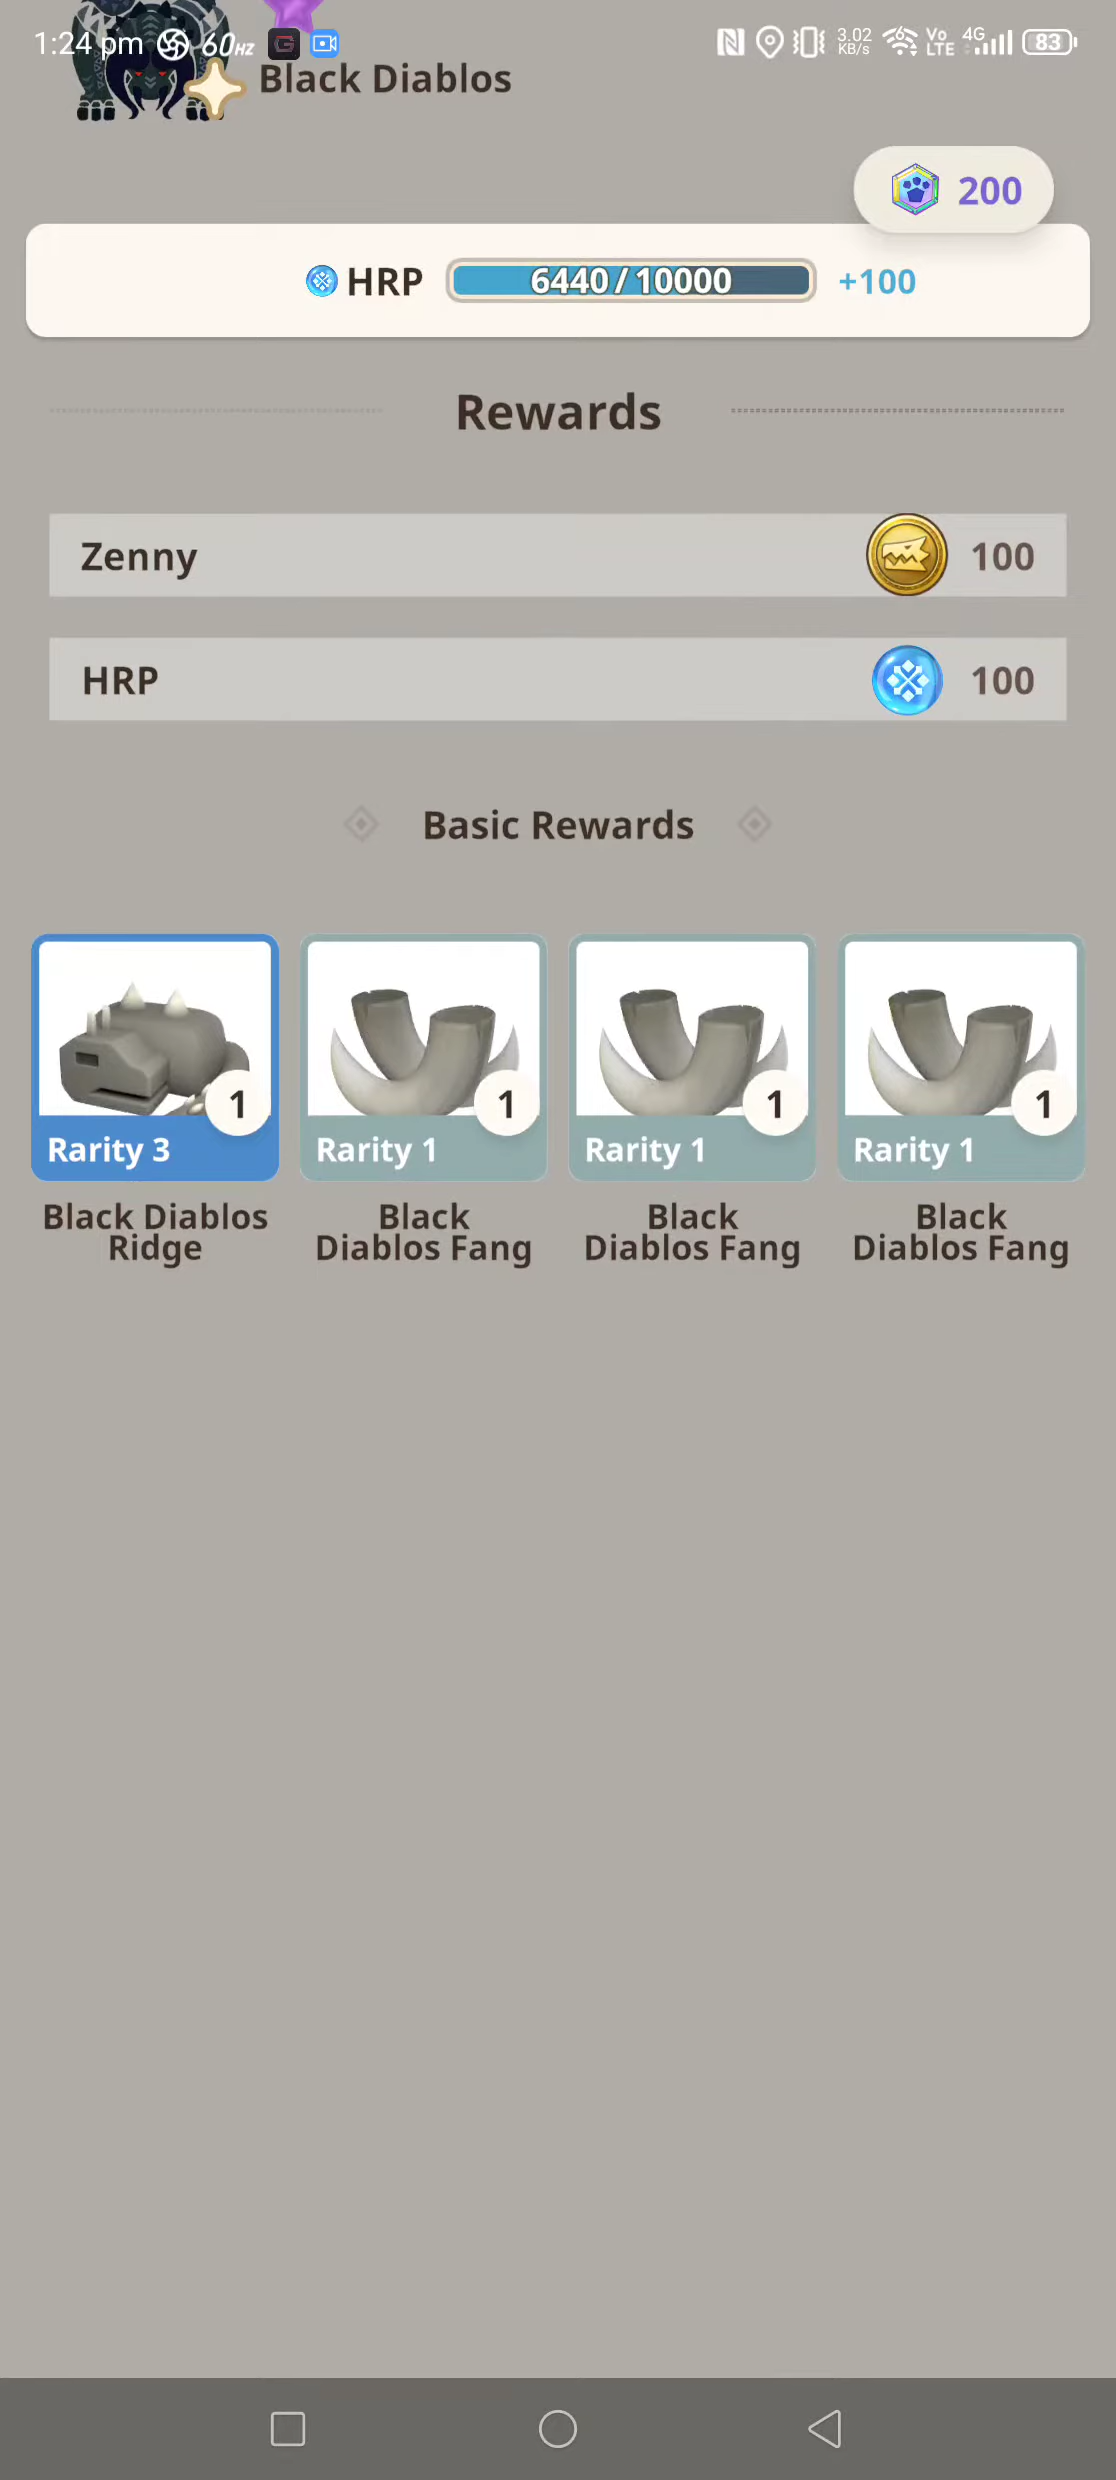 1:24 pm 60HZ 3.02 KB/s 6 Vo LTE 4G 83
Black Diablos
200
HRP 6440 / 10000 +100
Rewards
Zenny 100
HRP 100
Basic Rewards
1 1 1 1
Rarity 3 Rarity 1 Rarity 1 Rarity 1
Black Diablos Black Black Black
Ridge Diablos Fang Diablos Fang Diablos Fang